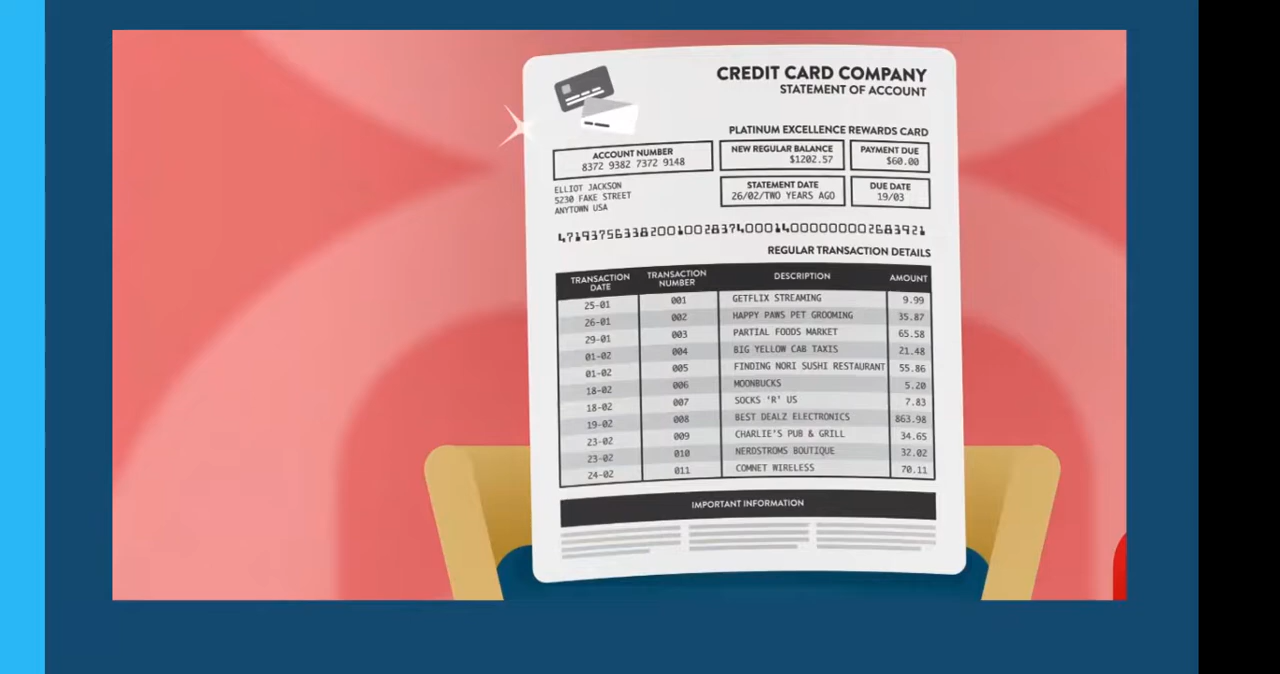 CREDIT CARD COMPANY
STATEMENT OF ACCOUNT
PLATINUM EXCELLENCE REWARDS CARD
ACCOUNT NUMBER
8372 9382 7372 9148
NEW REGULAR BALANCE
$1202.57
PAYMENT DUE
$60.00
ELLIOT JACKSON
5230 FAKE STREET
ANYTOWN USA
STATEMENT DATE
26/02/TWO YEARS AGO
DUE DATE
19/03
4719375633820010028374000140000000002683921
REGULAR TRANSACTION DETAILS
TRANSACTION DATE TRANSACTION NUMBER DESCRIPTION AMOUNT
25-01 001 GETFLIX STREAMING 9.99
26-01 002 HAPPY PAWS PET GROOMING 35.87
29-01 003 PARTIAL FOODS MARKET 65.58
01-02 004 BIG YELLOW CAB TAXIS 21.48
01-02 005 FINDING NORI SUSHI RESTAURANT 55.86
18-02 006 MOONBUCKS 5.20
18-02 007 SOCKS 'R' US 7.83
19-02 008 BEST DEALZ ELECTRONICS 863.98
23-02 009 CHARLIE'S PUB & GRILL 34.65
23-02 010 NERDSTROMS BOUTIQUE 32.02
24-02 011 COMNET WIRELESS 70.11
IMPORTANT INFORMATION